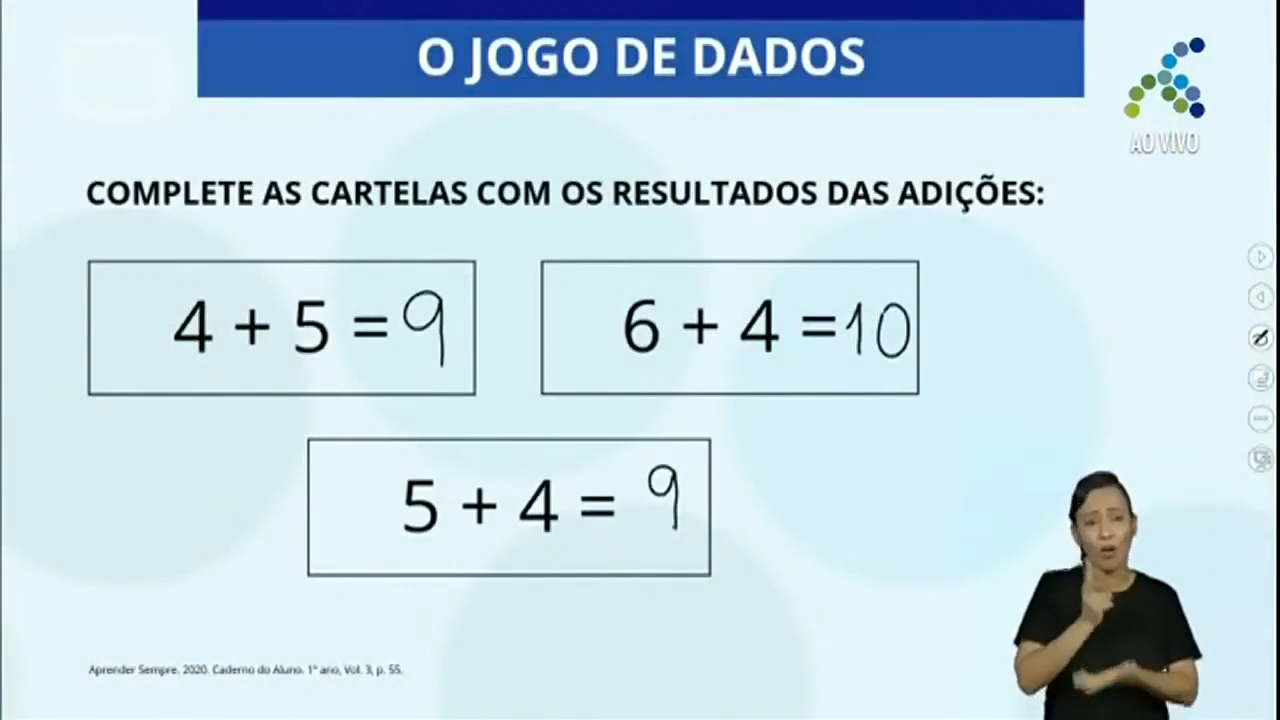 O JOGO DE DADOS
AO VIVO
COMPLETE AS CARTELAS COM OS RESULTADOS DAS ADIÇÕES:
4 + 5 = 9
6 + 4 = 10
5 + 4 = 9
Aprender Sempre. 2020. Caderno do Aluno. 1º ano, Vol. 3, p. 55.